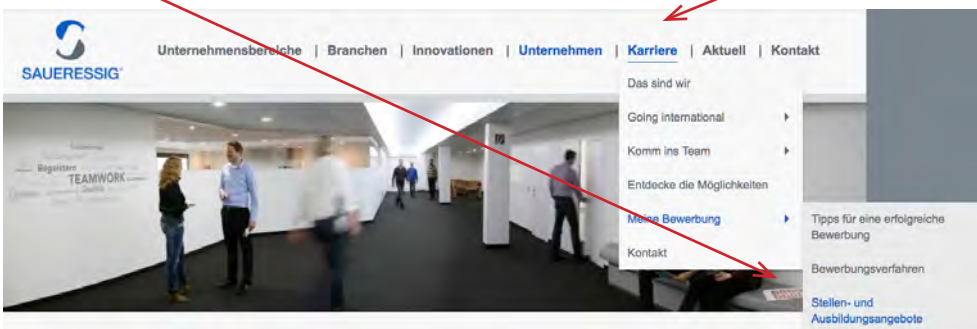 Unternehmensbereiche | Branchen | Innovationen | Unternehmen | Karriere | Aktuell | Kontakt
SAUERESSIG
Das sind wir
Going international
Komm ins Team
Entdecke die Möglichkeiten
Meine Bewerbung
Kontakt
Tipps für eine erfolgreiche
Bewerbung
Bewerbungsverfahren
Stellen- und
Ausbildungsangebote
Begeistern
TEAMWORK